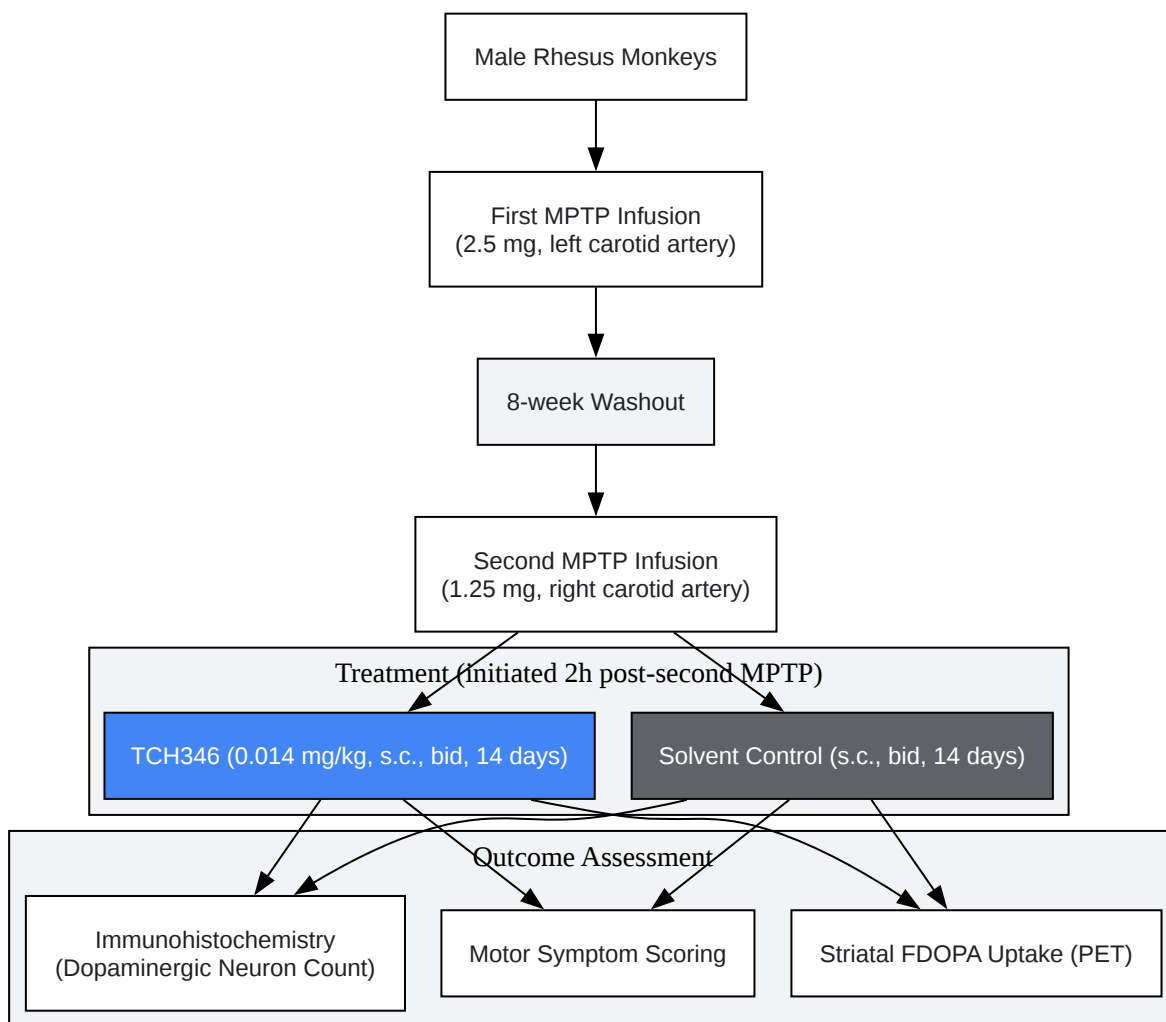 Male Rhesus Monkeys
First MPTP Infusion
(2.5 mg, left carotid artery)
8-week Washout
Second MPTP Infusion
(1.25 mg, right carotid artery)
Treatment (initiated 2h post-second MPTP)
TCH346 (0.014 mg/kg, s.c., bid, 14 days)
Solvent Control (s.c., bid, 14 days)
Outcome Assessment
Immunohistochemistry
(Dopaminergic Neuron Count)
Motor Symptom Scoring
Striatal FDOPA Uptake (PET)